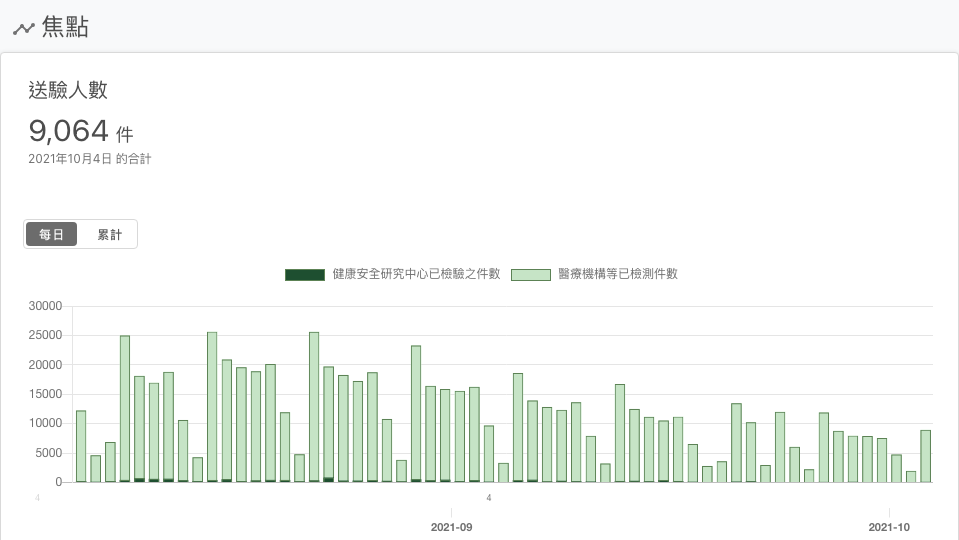 焦點
送驗人數
9,064 件
2021年10月4日 的合計
每日 累計
健康安全研究中心已檢驗之件數 醫療機構等已檢測件數
30000
25000
20000
15000
10000
5000
0
4 4
2021-09 2021-10